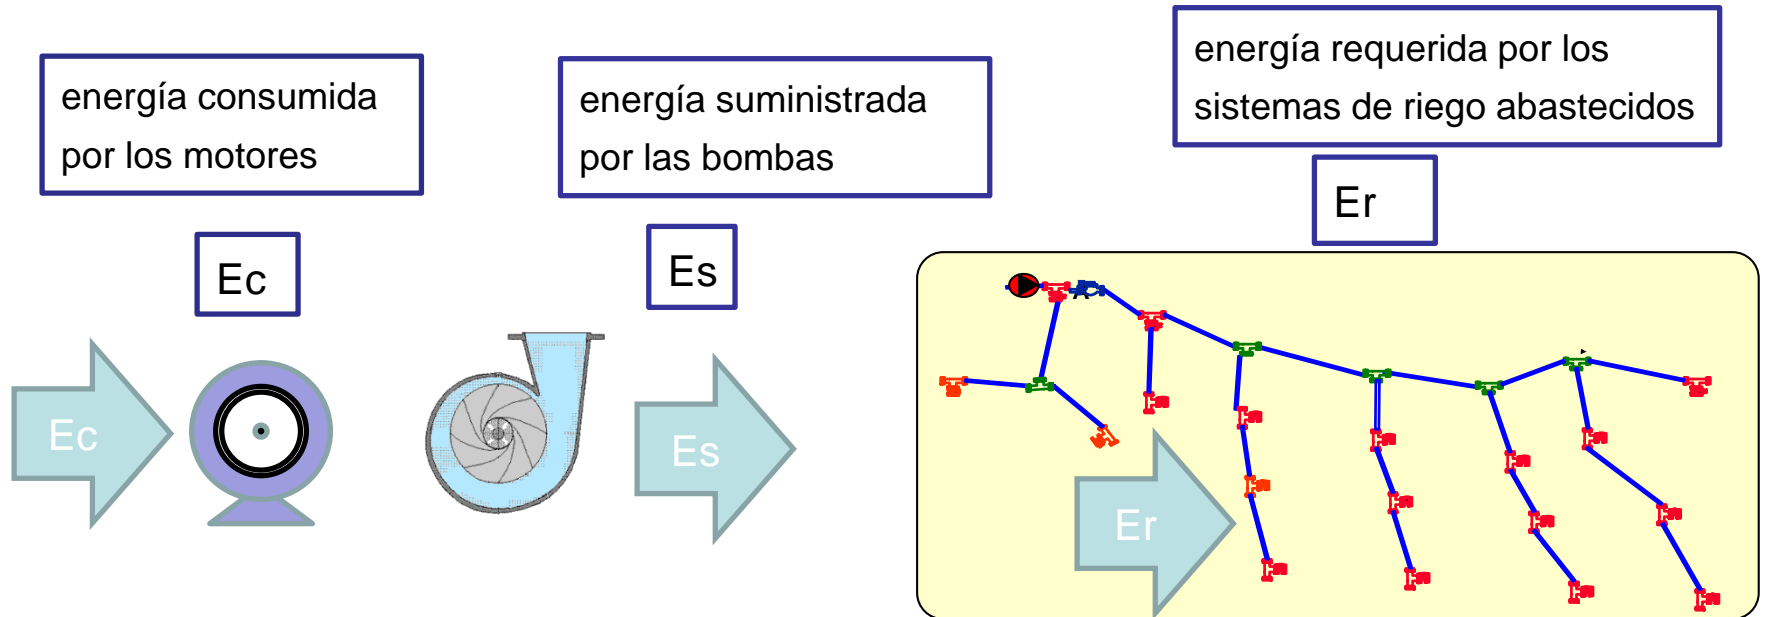 energía consumida
por los motores
Ec
energía suministrada
por las bombas
Es
energía requerida por los
sistemas de riego abastecidos
Er
Ec
Es
Er